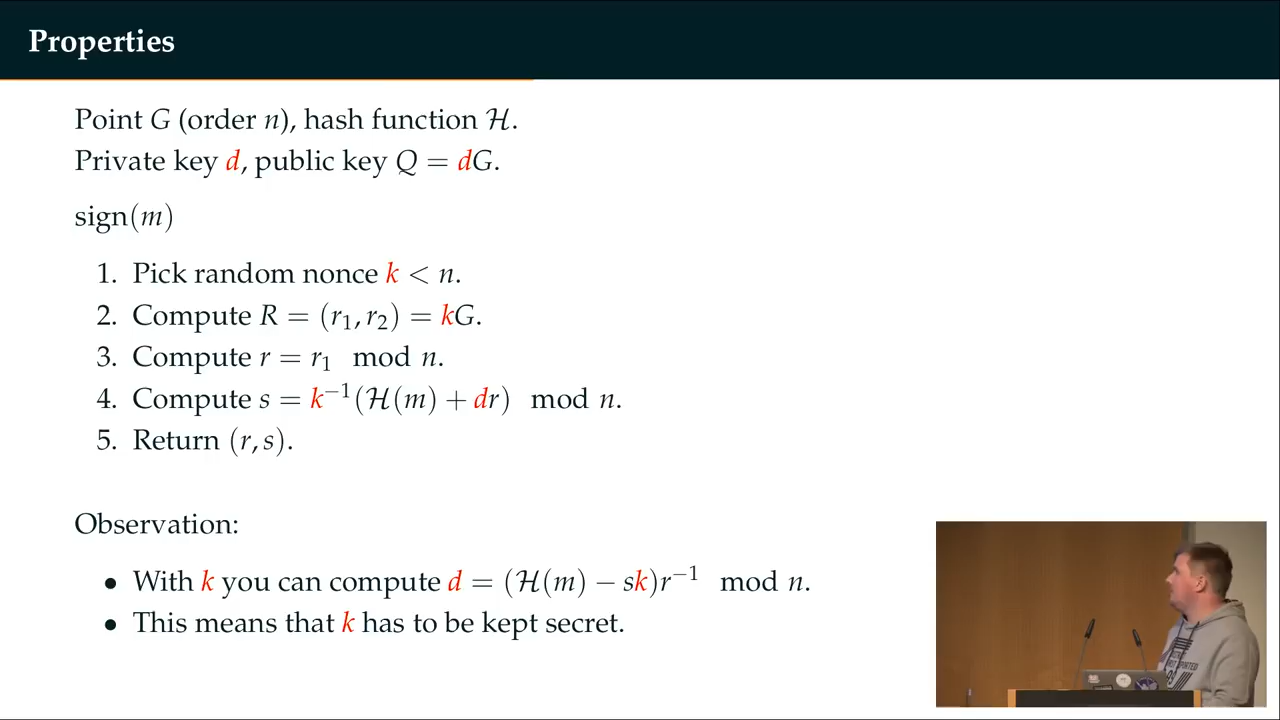 Properties
Point G (order n), hash function ℋ.
Private key d, public key Q = dG.
sign(m)
1. Pick random nonce k < n.
2. Compute R = (r₁, r₂) = kG.
3. Compute r = r₁ mod n.
4. Compute s = k⁻¹(ℋ(m) + dr) mod n.
5. Return (r, s).
Observation:
• With k you can compute d = (ℋ(m) − sk)r⁻¹ mod n.
• This means that k has to be kept secret.